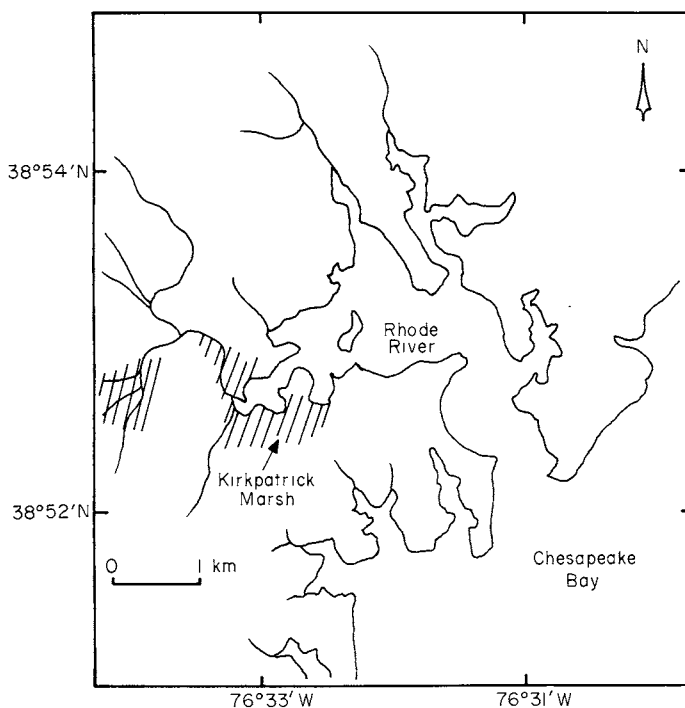 N
38°54'N
Rhode
River
Kirkpatrick
Marsh
38°52'N
0 1 km
Chesapeake
Bay
76°33'W 76°31'W